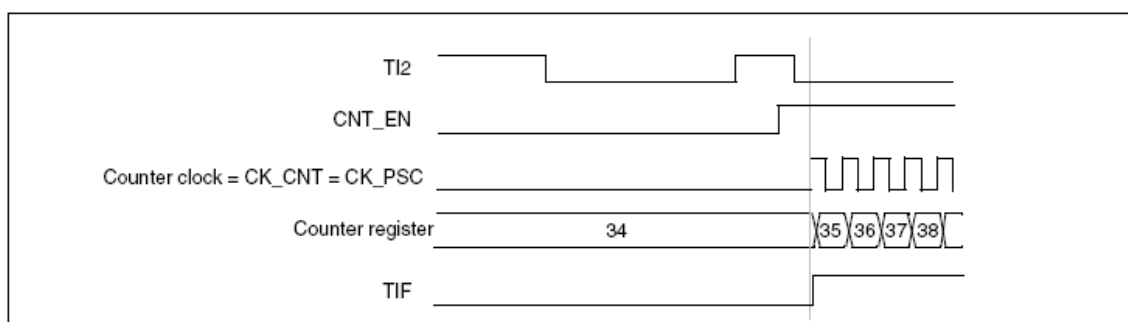 TI2
CNT_EN
Counter clock = CK_CNT = CK_PSC
Counter register
34
35
36
37
38
TIF